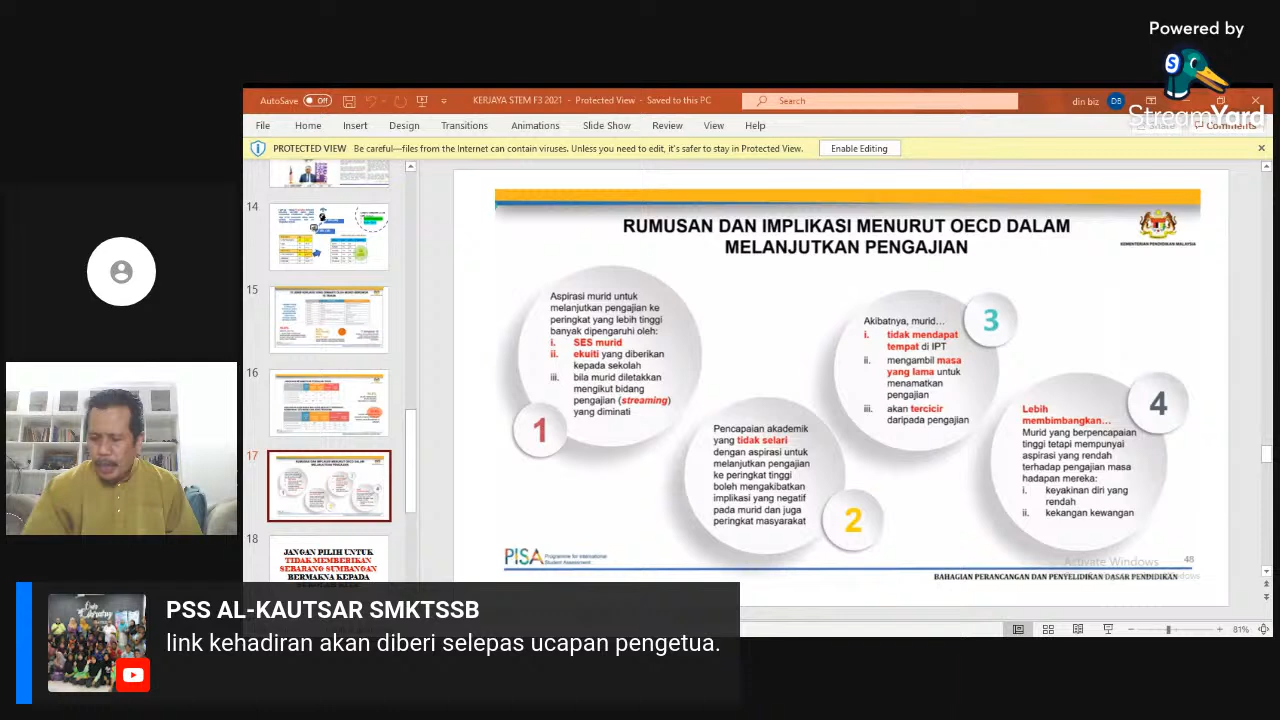 Powered by
StreamYard
AutoSave Off
KERJAYA STEM F3 2021 - Protected View - Saved to this PC
Search
din biz
DB
File Home Insert Design Transitions Animations Slide Show Review View Help
Share Comments
PROTECTED VIEW Be careful—files from the Internet can contain viruses. Unless you need to edit, it's safer to stay in Protected View.
Enable Editing
14
15
16
17
18
JANGAN PILIH UNTUK
TIDAK MEMBERIKAN
SEBARANG SUMBANGAN
BERMAKNA KEPADA
RUMUSAN DAN IMPLIKASI MENURUT OECD DALAM
MELANJUTKAN PENGAJIAN
KEMENTERIAN PENDIDIKAN MALAYSIA
Aspirasi murid untuk
melanjutkan pengajian ke
peringkat yang lebih tinggi
banyak dipengaruhi oleh:
i. SES murid
ii. ekuiti yang diberikan
kepada sekolah
iii. bila murid diletakkan
mengikut bidang
pengajian (streaming)
yang diminati
1
Pencapaian akademik
yang tidak selari
dengan aspirasi untuk
melanjutkan pengajian
ke peringkat tinggi
boleh mengakibatkan
implikasi yang negatif
pada murid dan juga
peringkat masyarakat
2
Akibatnya, murid...
i. tidak mendapat
tempat di IPT
ii. mengambil masa
yang lama untuk
menamatkan
pengajian
iii. akan tercicir
daripada pengajian
3
Lebih
membimbangkan...
Murid yang berpencapaian
tinggi tetapi mempunyai
aspirasi yang rendah
terhadap pengajian masa
hadapan mereka:
i. keyakinan diri yang
rendah
ii. kekangan kewangan
4
PISA Programme for International
Student Assessment
Activate Windows
48
BAHAGIAN PERANCANGAN DAN PENYELIDIKAN DASAR PENDIDIKAN
81%
PSS AL-KAUTSAR SMKTSSB
link kehadiran akan diberi selepas ucapan pengetua.